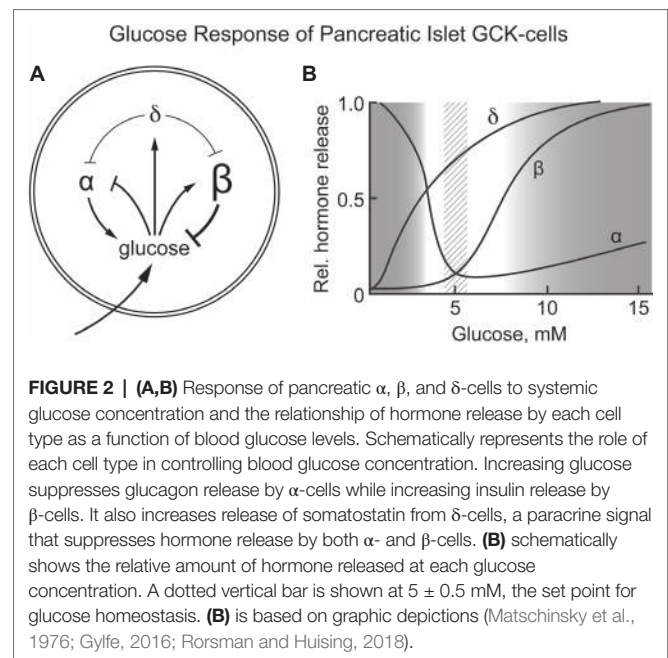 Glucose Response of Pancreatic Islet GCK-cells
A
δ
α
β
glucose
B
Rel. hormone release
1.0
0.5
0
δ
β
α
5
10
15
Glucose, mM
FIGURE 2 | (A,B) Response of pancreatic α, β, and δ-cells to systemic
glucose concentration and the relationship of hormone release by each cell
type as a function of blood glucose levels. Schematically represents the role of
each cell type in controlling blood glucose concentration. Increasing glucose
suppresses glucagon release by α-cells while increasing insulin release by
β-cells. It also increases release of somatostatin from δ-cells, a paracrine signal
that suppresses hormone release by both α- and β-cells. (B) schematically
shows the relative amount of hormone released at each glucose
concentration. A dotted vertical bar is shown at 5 ± 0.5 mM, the set point for
glucose homeostasis. (B) is based on graphic depictions (Matschinsky et al.,
1976; Gylfe, 2016; Rorsman and Huising, 2018).